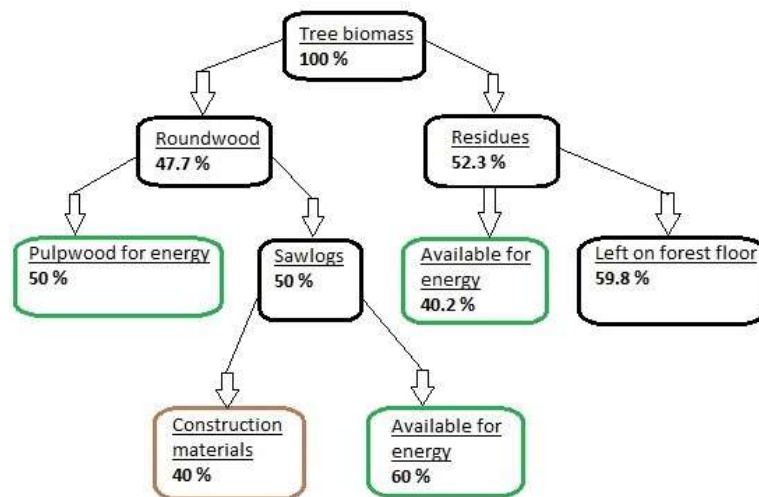 Tree biomass
100 %
Roundwood
47.7 %
Residues
52.3 %
Pulpwood for energy
50 %
Sawlogs
50 %
Available for
energy
40.2 %
Left on forest floor
59.8 %
Construction
materials
40 %
Available for
energy
60 %